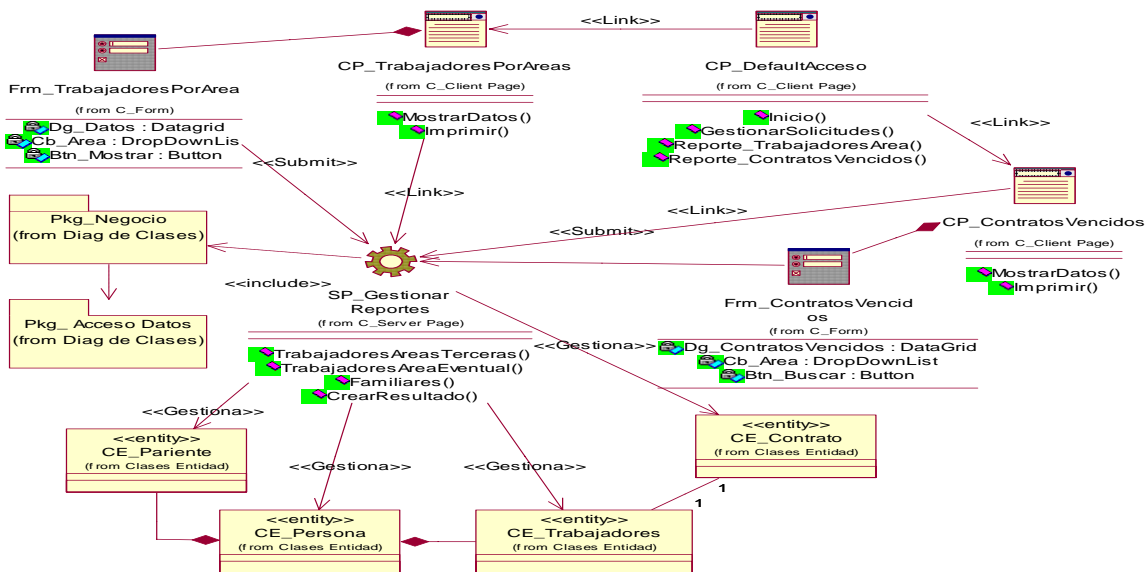 <<Link>>
CP_TrabajadoresPorAreas
(from C_Client Page)
MostrarDatos()
Imprimir()
CP_DefaultAcceso
(from C_Client Page)
Inicio()
GestionarSolicitudes()
Reporte_TrabajadoresArea()
Reporte_ContratosVencidos()
Frm_TrabajadoresPorArea
(from C_Form)
Dg_Datos : Datagrid
Cb_Area : DropDownLis
Btn_Mostrar : Button
<<Submit>>
<<Link>>
<<Link>>
<<Link>>
<<Submit>>
CP_ContratosVencidos
(from C_Client Page)
MostrarDatos()
Imprimir()
Pkg_Negocio
(from Diag de Clases)
Pkg_ Acceso Datos
(from Diag de Clases)
<<include>>
SP_Gestionar
Reportes
(from C_Server Page)
TrabajadoresAreasTerceras()
TrabajadoresAreaEventual()
Familiares()
CrearResultado()
Frm_ContratosVencid
os
(from C_Form)
Dg_ContratosVencidos : DataGrid
Cb_Area : DropDownList
Btn_Buscar : Button
<<Gestiona>>
<<Gestiona>>
<<Gestiona>>
<<Gestiona>>
<<entity>>
CE_Pariente
(from Clases Entidad)
<<entity>>
CE_Contrato
(from Clases Entidad)
1
1
<<entity>>
CE_Persona
(from Clases Entidad)
<<entity>>
CE_Trabajadores
(from Clases Entidad)